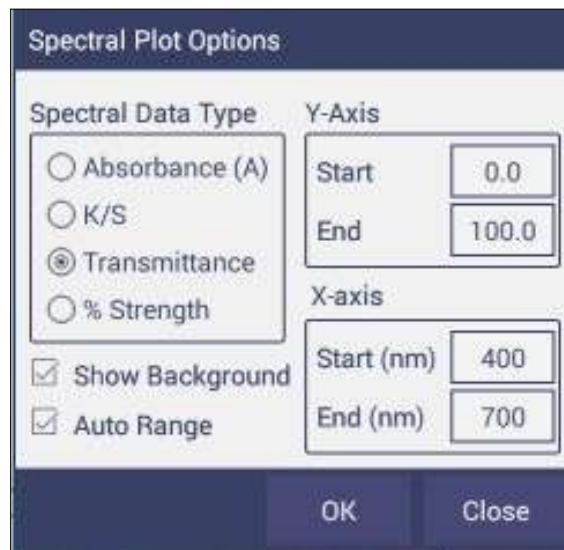 Spectral Plot Options
Spectral Data Type
Absorbance (A)
K/S
Transmittance
% Strength
Show Background
Auto Range
Y-Axis
Start 0.0
End 100.0
X-axis
Start (nm) 400
End (nm) 700
OK Close